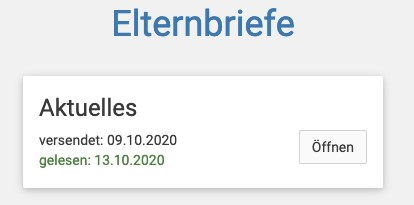 Elternbriefe
Aktuelles
versendet: 09.10.2020
gelesen: 13.10.2020
Öffnen